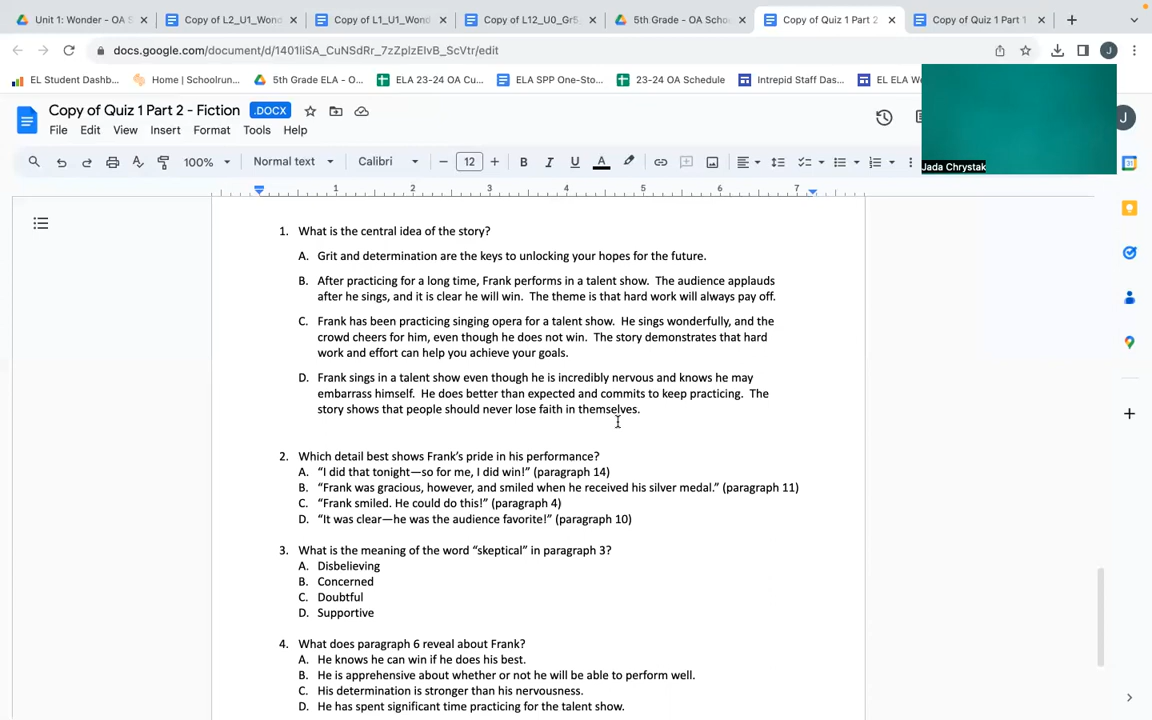 Unit 1: Wonder - OA S
Copy of L2_U1_Wond
Copy of L1_U1_Wond
Copy of L12_U0_Gr5_
5th Grade - OA Schoo
Copy of Quiz 1 Part 2
Copy of Quiz 1 Part 1
docs.google.com/document/d/1401IiSA_CuNSdRr_7zZpIzEIvB_ScVtr/edit
J
EL Student Dashb...
Home | Schoolrun...
5th Grade ELA - O...
ELA 23-24 OA Cu...
ELA SPP One-Sto...
23-24 OA Schedule
Intrepid Staff Das...
EL ELA We
Copy of Quiz 1 Part 2 - Fiction
.DOCX
File Edit View Insert Format Tools Help
J
100%
Normal text
Calibri
12
B I U A
Jada Chrystak
1 2 3 4 5 6 7
1. What is the central idea of the story?
A. Grit and determination are the keys to unlocking your hopes for the future.
B. After practicing for a long time, Frank performs in a talent show. The audience applauds
after he sings, and it is clear he will win. The theme is that hard work will always pay off.
C. Frank has been practicing singing opera for a talent show. He sings wonderfully, and the
crowd cheers for him, even though he does not win. The story demonstrates that hard
work and effort can help you achieve your goals.
D. Frank sings in a talent show even though he is incredibly nervous and knows he may
embarrass himself. He does better than expected and commits to keep practicing. The
story shows that people should never lose faith in themselves.
2. Which detail best shows Frank’s pride in his performance?
A. “I did that tonight—so for me, I did win!” (paragraph 14)
B. “Frank was gracious, however, and smiled when he received his silver medal.” (paragraph 11)
C. “Frank smiled. He could do this!” (paragraph 4)
D. “It was clear—he was the audience favorite!” (paragraph 10)
3. What is the meaning of the word “skeptical” in paragraph 3?
A. Disbelieving
B. Concerned
C. Doubtful
D. Supportive
4. What does paragraph 6 reveal about Frank?
A. He knows he can win if he does his best.
B. He is apprehensive about whether or not he will be able to perform well.
C. His determination is stronger than his nervousness.
D. He has spent significant time practicing for the talent show.